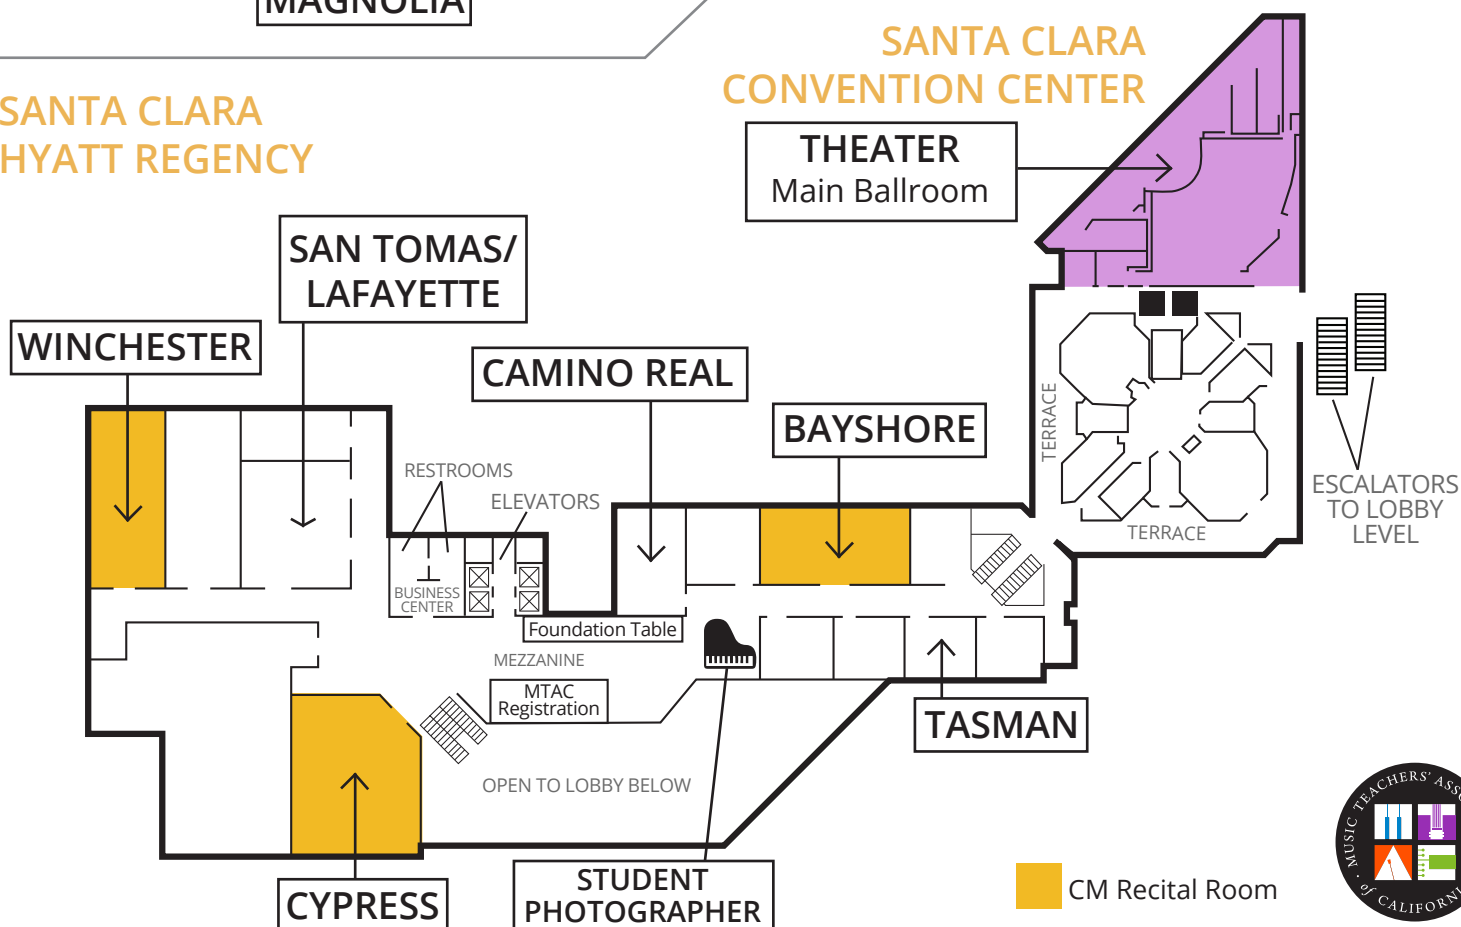 MAGNOLIA
SANTA CLARA
HYATT REGENCY
SANTA CLARA
CONVENTION CENTER
THEATER
Main Ballroom
SAN TOMAS/
LAFAYETTE
WINCHESTER
CAMINO REAL
BAYSHORE
RESTROOMS
ELEVATORS
TERRACE
TERRACE
ESCALATORS
TO LOBBY
LEVEL
BUSINESS
CENTER
Foundation Table
MEZZANINE
MTAC
Registration
TASMAN
OPEN TO LOBBY BELOW
CYPRESS
STUDENT
PHOTOGRAPHER
CM Recital Room
MUSIC TEACHERS'
of CALIFORNI